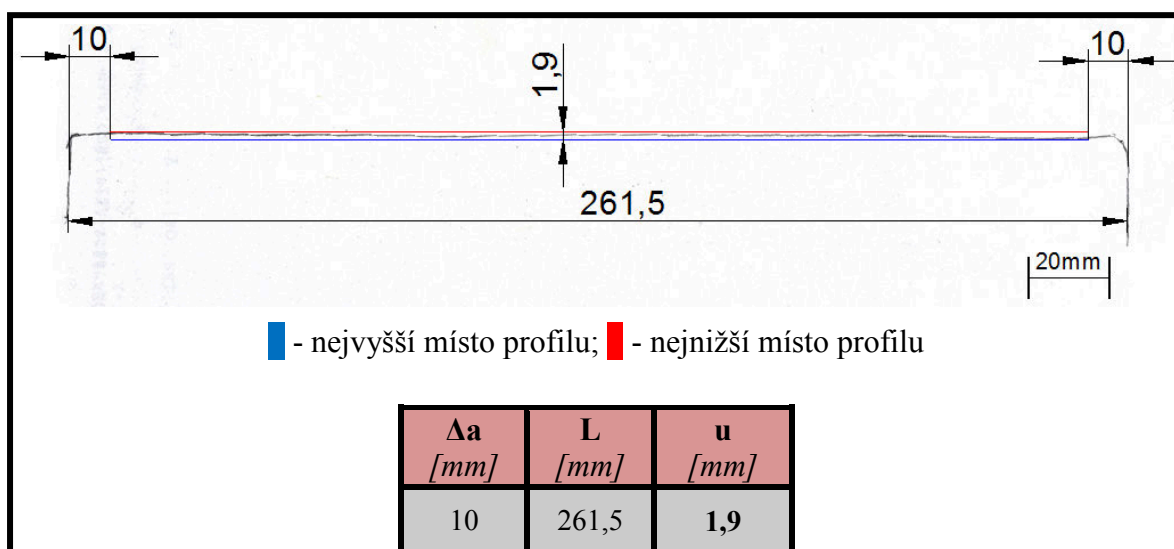 10
10
1,9
261,5
20mm
- nejvyšší místo profilu; - nejnižší místo profilu
Δa L u
[mm] [mm] [mm]
10 261,5 1,9